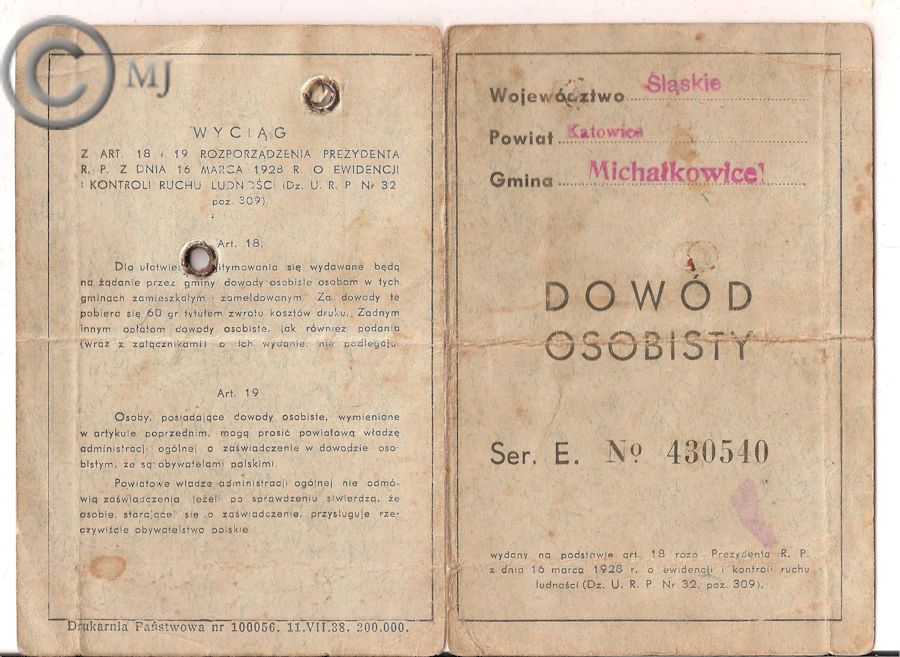 © MJ
WYCIĄG
Z ART. 18 i 19 ROZPORZĄDZENIA PREZYDENTA
R. P. Z DNIA 16 MARCA 1928 R. O EWIDENCJI
I KONTROLI RUCHU LUDNOŚCI (Dz. U. R. P. Nr 32
poz. 309).
Art. 18.
Dla się wydawane będą
na żądanie przez gminy dowody osobiste osobom w tych
gminach zamieszkałym i zameldowanym. Za dowody te
pobiera się 60 gr tytułem zwrotu kosztów druku. Żadnym
innym opłatom dowody osobiste, jak również podania
(wraz z załącznikami) o ich wydanie, nie podlegają.
Art. 19
Osoby, posiadające dowody osobiste, wymienione
w artykule poprzednim, mogą prosić powiatową władzę
administracji ogólnej o zaświadczenie w dowodzie oso-
bistym, że są obywatelami polskimi.
Powiatowe władze administracji ogólnej nie odmó-
wią zaświadczenia jeżeli po sprawdzeniu stwierdzą, że
osobie, starającej się o zaświadczenie, przysługuje rze-
czywiście obywatelstwo polskie
Drukarnia Państwowa nr 100056. 11.VII.38. 200.000.
Województwo Śląskie
Powiat Katowice
Gmina Michałkowice
DOWÓD
OSOBISTY
Ser. E. No 430540
wydany na podstawie art. 18 rozp Prezydenta R. P.
z dnia 16 marca 1928 r. o ewidencji i kontroli ruchu
ludności (Dz. U. R. P. Nr 32, poz. 309).